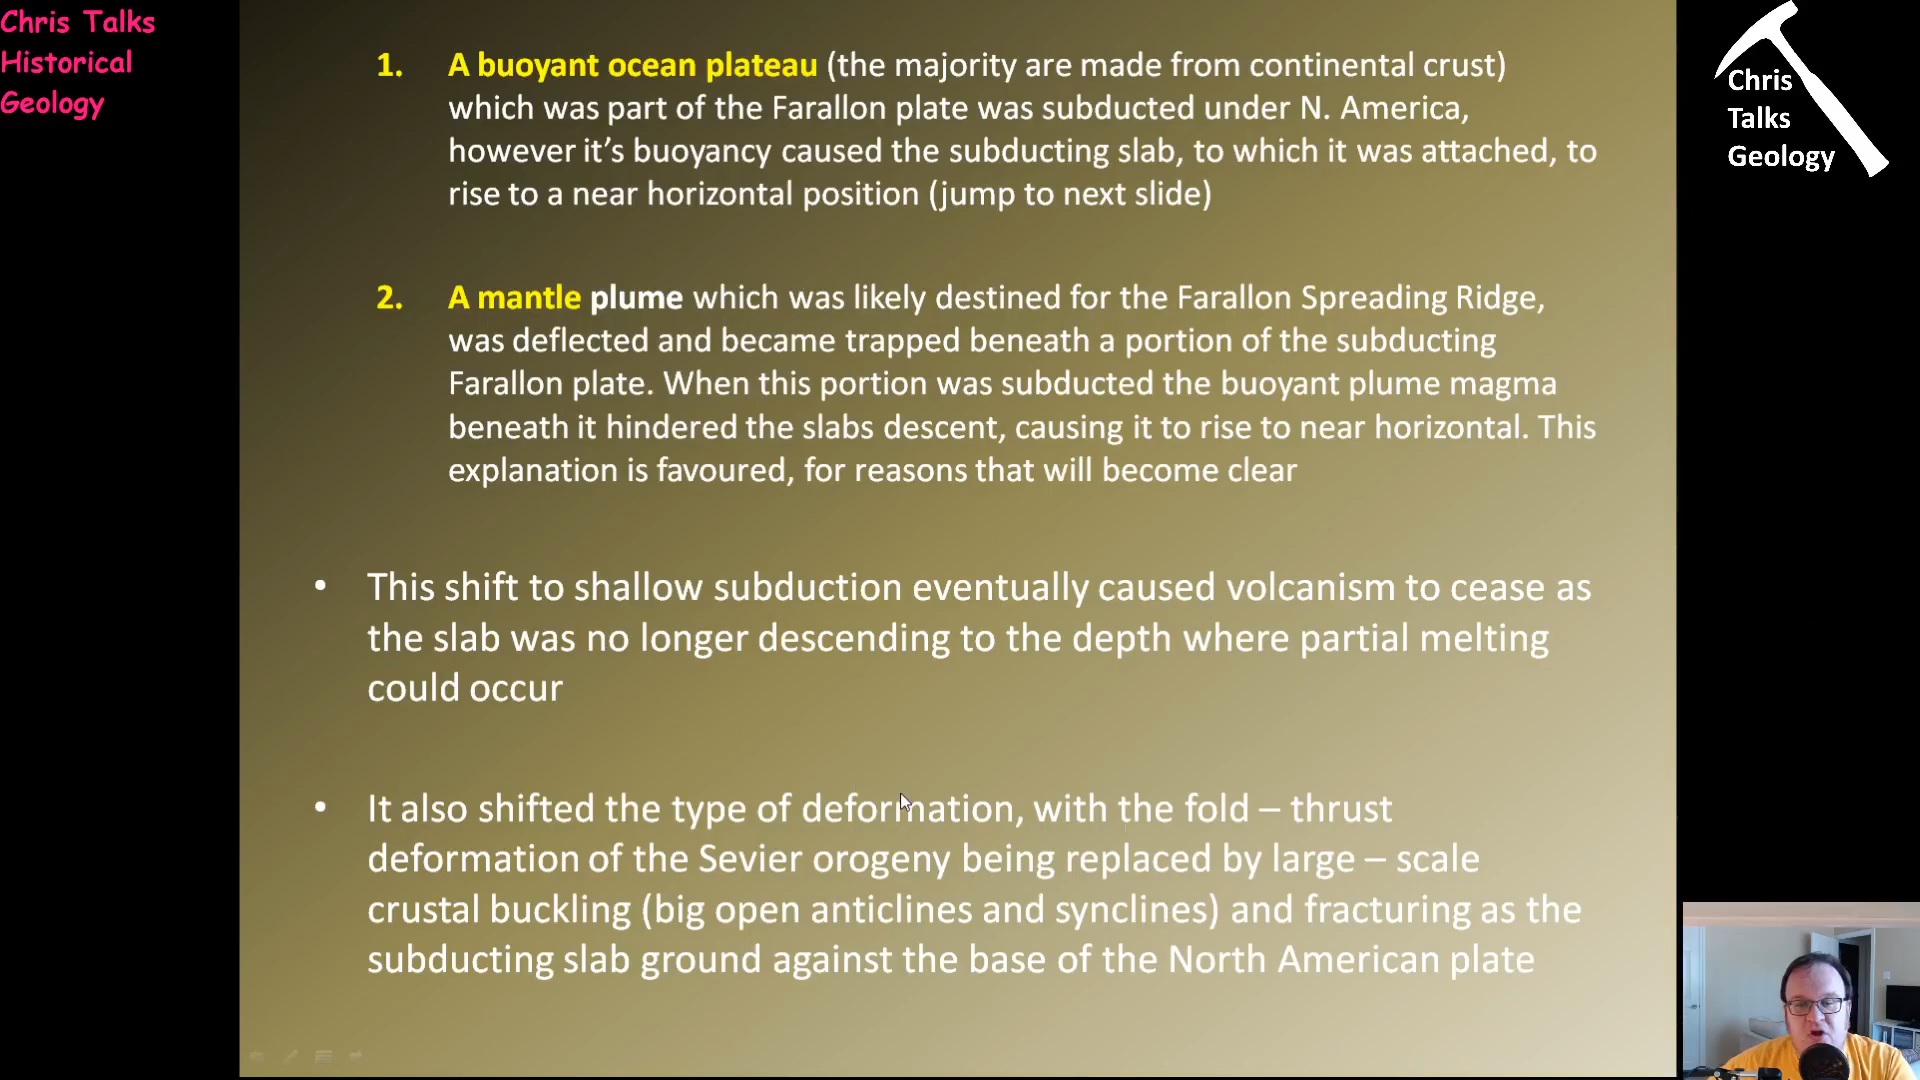 Chris Talks
Historical
Geology
1. A buoyant ocean plateau (the majority are made from continental crust)
which was part of the Farallon plate was subducted under N. America,
however it’s buoyancy caused the subducting slab, to which it was attached, to
rise to a near horizontal position (jump to next slide)
2. A mantle plume which was likely destined for the Farallon Spreading Ridge,
was deflected and became trapped beneath a portion of the subducting
Farallon plate. When this portion was subducted the buoyant plume magma
beneath it hindered the slabs descent, causing it to rise to near horizontal. This
explanation is favoured, for reasons that will become clear
• This shift to shallow subduction eventually caused volcanism to cease as
the slab was no longer descending to the depth where partial melting
could occur
• It also shifted the type of deformation, with the fold – thrust
deformation of the Sevier orogeny being replaced by large – scale
crustal buckling (big open anticlines and synclines) and fracturing as the
subducting slab ground against the base of the North American plate
Chris
Talks
Geology